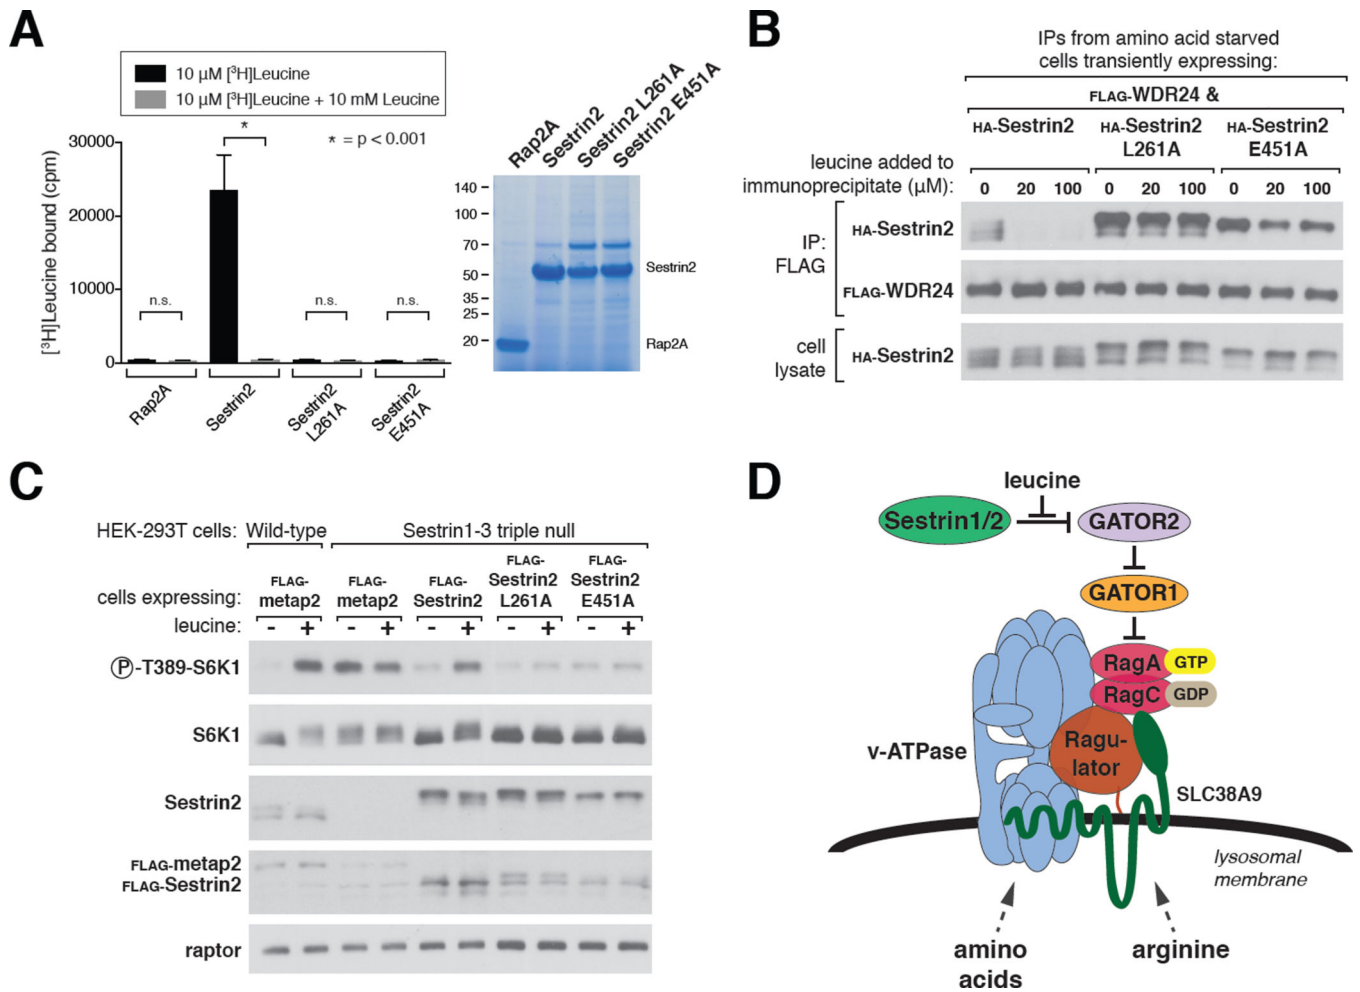 A
10 µM [³H]Leucine
10 µM [³H]Leucine + 10 mM Leucine
* = p < 0.001
*
[³H]Leucine bound (cpm)
30000
20000
10000
0
n.s.
n.s.
n.s.
Rap2A
Sestrin2
Sestrin2 L261A
Sestrin2 E451A
Rap2A
Sestrin2
Sestrin2 L261A
Sestrin2 E451A
140
100
70
50
35
25
20
Sestrin2
Rap2A
B
IPs from amino acid starved
cells transiently expressing:
FLAG-WDR24 &
HA-Sestrin2
HA-Sestrin2 L261A
HA-Sestrin2 E451A
leucine added to
immunoprecipitate (µM):
0 20 100 0 20 100 0 20 100
IP:
FLAG
HA-Sestrin2
FLAG-WDR24
cell
lysate
HA-Sestrin2
C
HEK-293T cells: Wild-type Sestrin1-3 triple null
cells expressing:
FLAG-metap2
FLAG-metap2
FLAG-Sestrin2
FLAG-Sestrin2 L261A
FLAG-Sestrin2 E451A
leucine: - + - + - + - + - +
P-T389-S6K1
S6K1
Sestrin2
FLAG-metap2
FLAG-Sestrin2
raptor
D
leucine
Sestrin1/2
GATOR2
GATOR1
RagA GTP
RagC GDP
v-ATPase
Ragu-
lator
SLC38A9
lysosomal
membrane
amino
acids
arginine